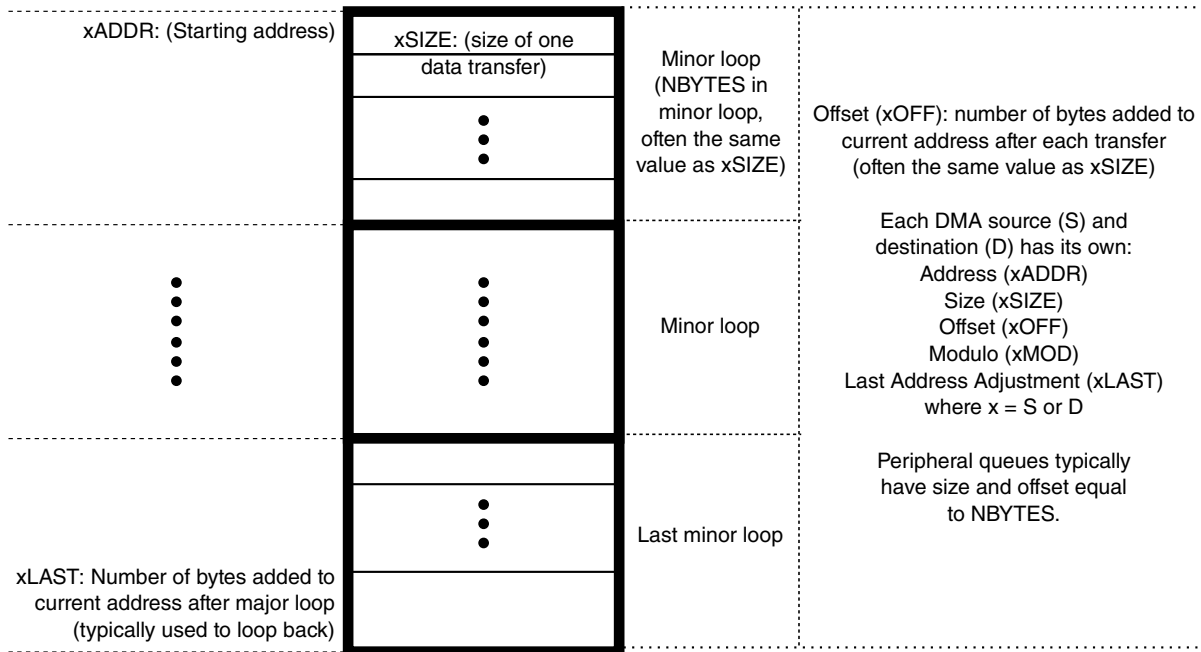 xADDR: (Starting address)
xSIZE: (size of one
data transfer)
Minor loop
(NBYTES in
minor loop,
often the same
value as xSIZE)
Offset (xOFF): number of bytes added to
current address after each transfer
(often the same value as xSIZE)
Each DMA source (S) and
destination (D) has its own:
Address (xADDR)
Size (xSIZE)
Offset (xOFF)
Modulo (xMOD)
Last Address Adjustment (xLAST)
where x = S or D
Peripheral queues typically
have size and offset equal
to NBYTES.
Minor loop
Last minor loop
xLAST: Number of bytes added to
current address after major loop
(typically used to loop back)